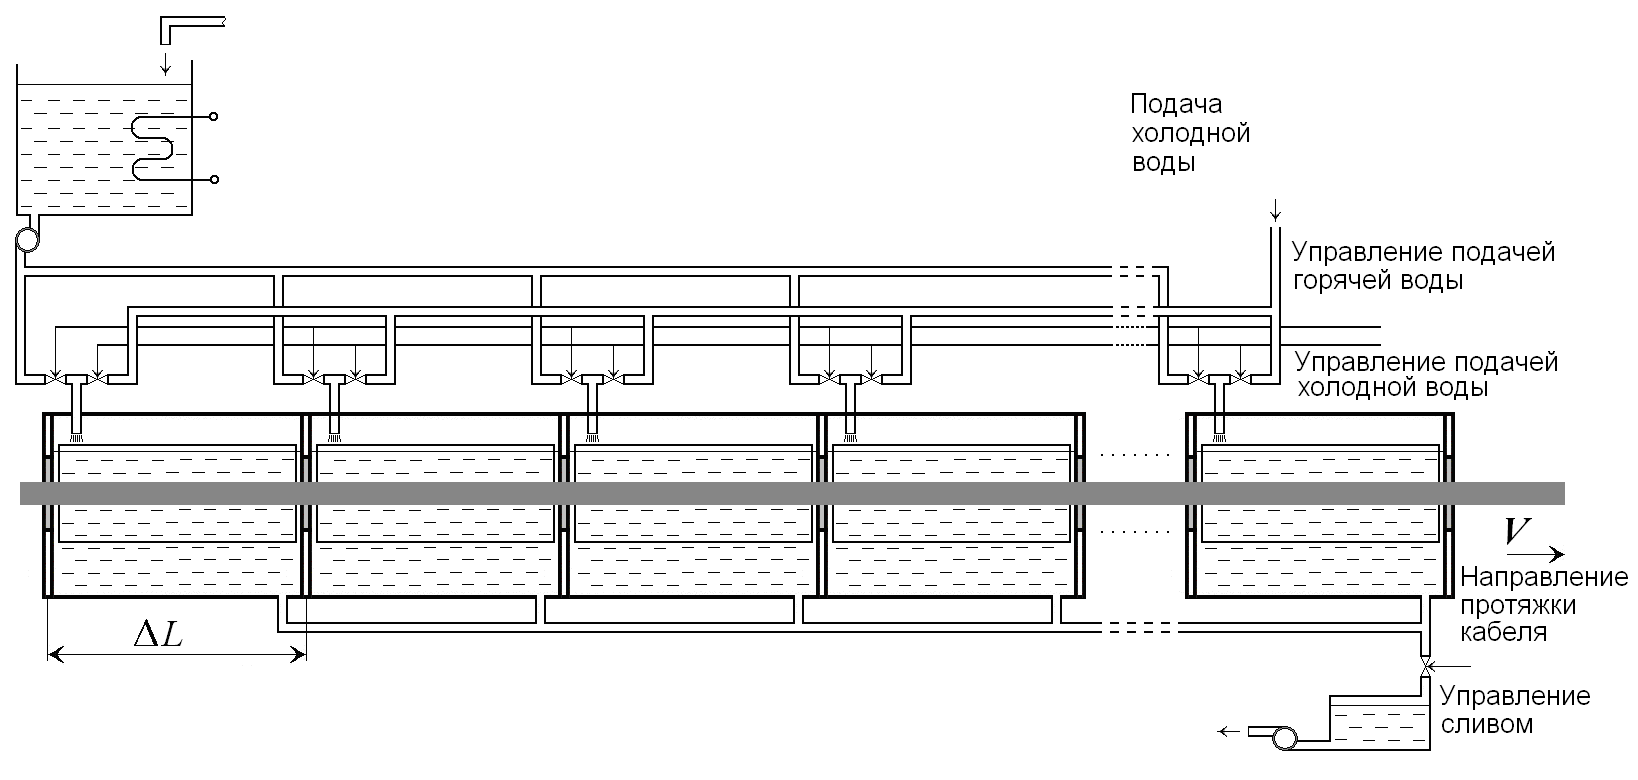 Подача
холодной
воды
Управление подачей
горячей воды
Управление подачей
холодной воды
V
Направление
протяжки
кабеля
ΔL
Управление
сливом